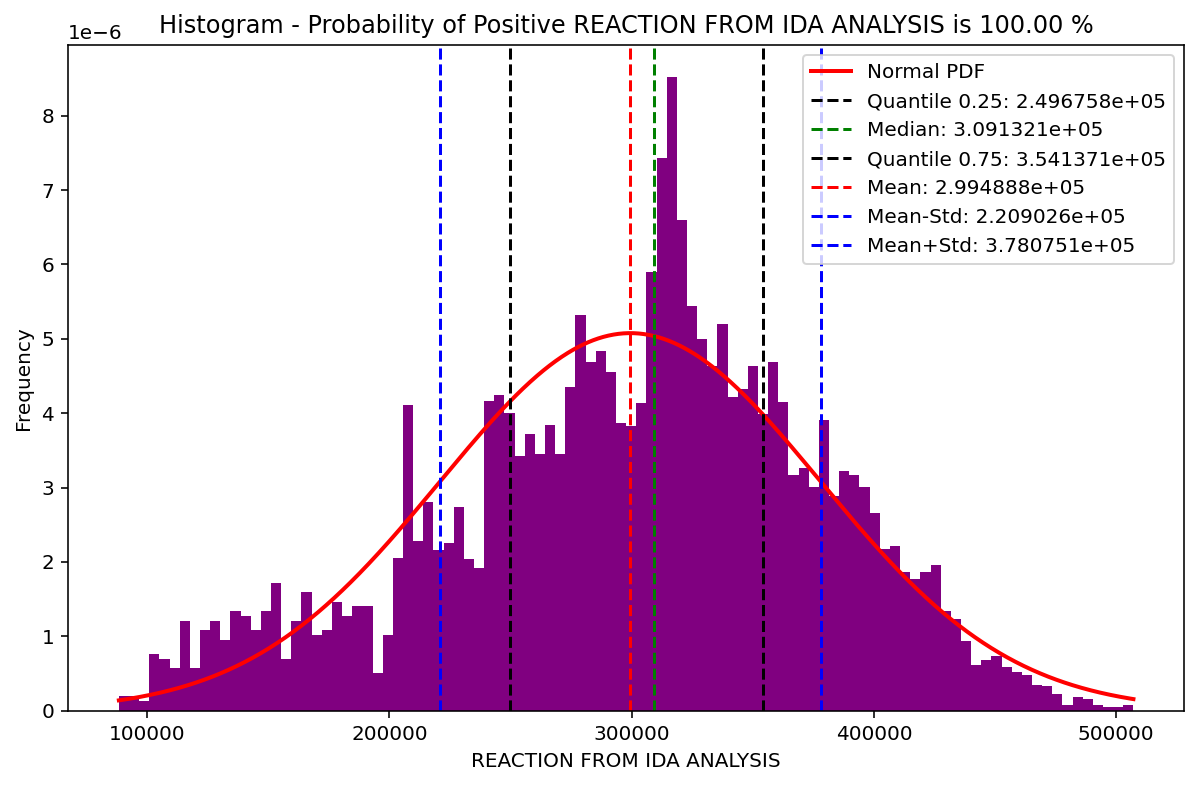 Histogram - Probability of Positive REACTION FROM IDA ANALYSIS is 100.00 %
1e−6
Normal PDF
Quantile 0.25: 2.496758e+05
Median: 3.091321e+05
Quantile 0.75: 3.541371e+05
Mean: 2.994888e+05
Mean-Std: 2.209026e+05
Mean+Std: 3.780751e+05
8
7
6
5
4
3
2
1
0
Frequency
100000
200000
300000
400000
500000
REACTION FROM IDA ANALYSIS